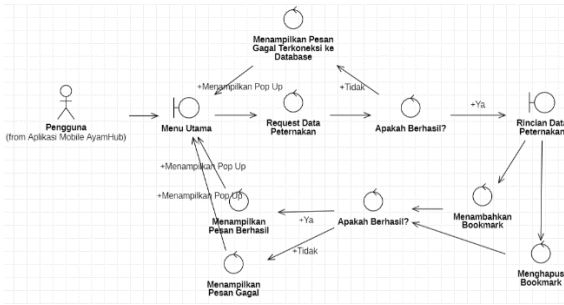 Menampilkan Pesan
Gagal Terkoneksi ke
Database
+Menampilkan Pop Up
+Tidak
+Ya
Pengguna
(from Aplikasi Mobile AyamHub)
Menu Utama
Request Data
Peternakan
Apakah Berhasil?
Rincian Data
Peternakan
+Menampilkan Pop Up
+Menampilkan Pop Up
Menampilkan
Pesan Berhasil
+Ya
Apakah Berhasil?
Menambahkan
Bookmark
+Tidak
Menampilkan
Pesan Gagal
Menghapus
Bookmark